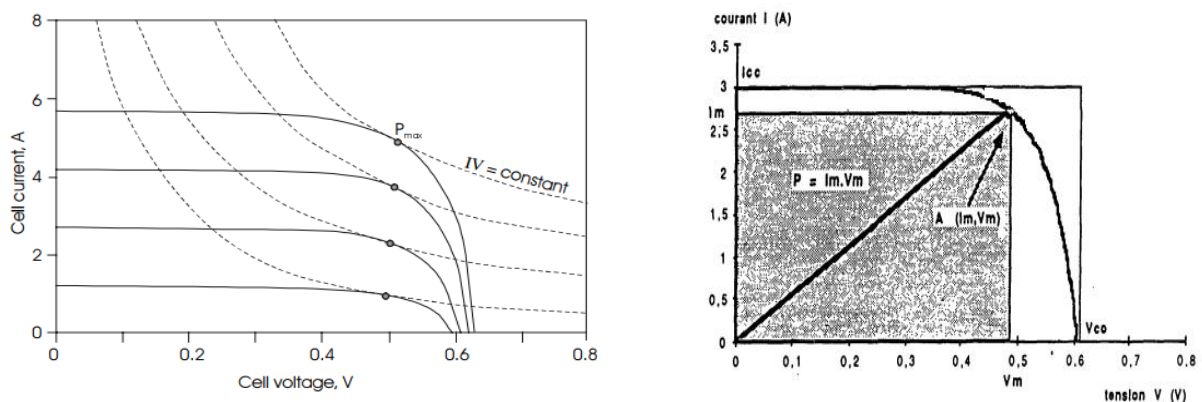 8
6
4
2
0
Cell current, A
P max
IV = constant
0
0.2
0.4
0.6
0.8
Cell voltage, V
courant I (A)
3,5
Icc
3
Im
2,5
2
1,5
1
0,5
0
P = Im.Vm
A (Im,Vm)
Vco
0
0,1
0,2
0,3
0,4
0,5
0,6
0,7
0,8
Vm
tension V (V)